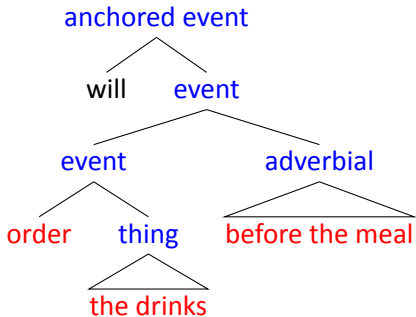 anchored event
will event
event adverbial
order thing before the meal
the drinks